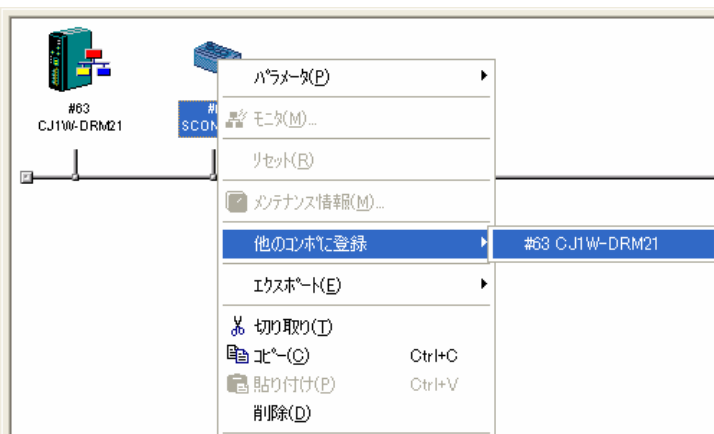 #63
CJ1W-DRM21
SCON
パラメータ(P)
モニタ(M)...
リセット(R)
メンテナンス情報(M)...
他のコンポに登録
#63 CJ1W-DRM21
エクスポート(E)
切り取り(T)
コピー(C) Ctrl+C
貼り付け(P) Ctrl+V
削除(D)